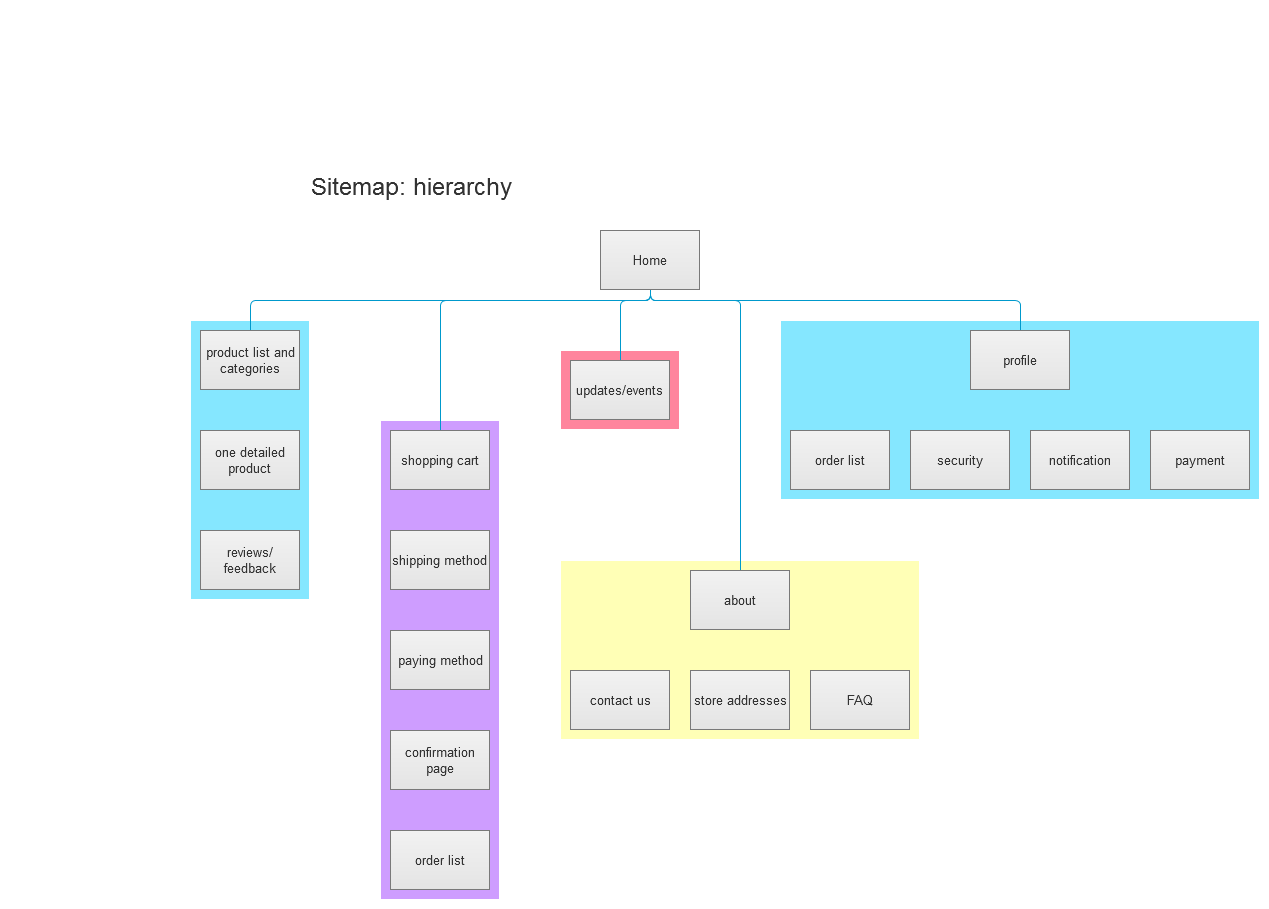 Sitemap: hierarchy
Home
product list and
categories
one detailed
product
reviews/
feedback
shopping cart
shipping method
paying method
confirmation
page
order list
updates/events
about
contact us
store addresses
FAQ
profile
order list
security
notification
payment